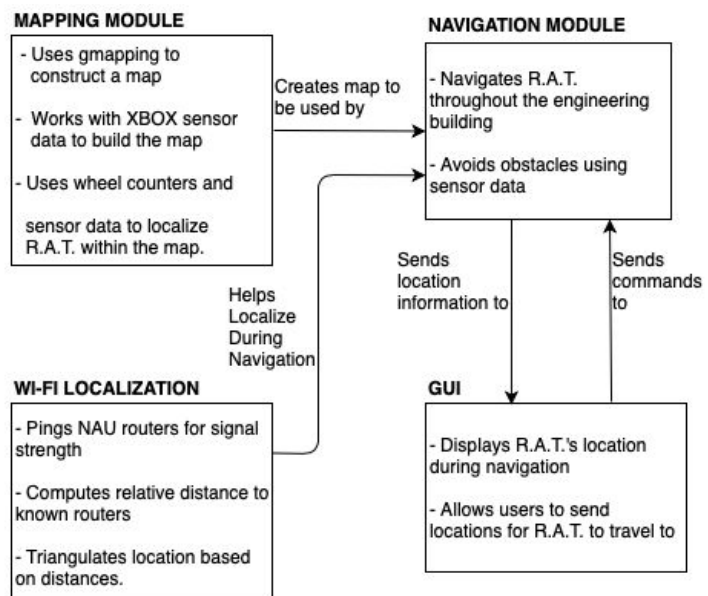 MAPPING MODULE
- Uses gmapping to
construct a map
- Works with XBOX sensor
data to build the map
- Uses wheel counters and
sensor data to localize
R.A.T. within the map.
Creates map to
be used by
NAVIGATION MODULE
- Navigates R.A.T.
throughout the engineering
building
- Avoids obstacles using
sensor data
Helps
Localize
During
Navigation
Sends
location
information to
Sends
commands
to
WI-FI LOCALIZATION
- Pings NAU routers for signal
strength
- Computes relative distance to
known routers
- Triangulates location based
on distances.
GUI
- Displays R.A.T.'s location
during navigation
- Allows users to send
locations for R.A.T. to travel to